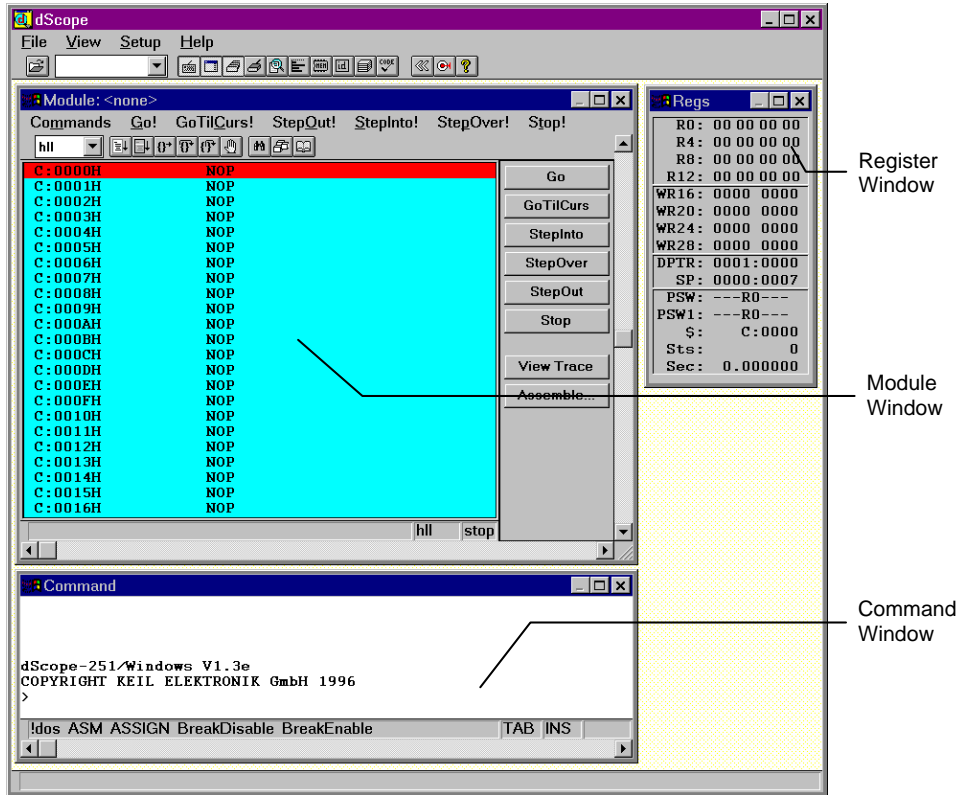 dScope
File View Setup Help
Module: <none>
Commands Go! GoTilCurs! StepOut! StepInto! StepOver! Stop!
hll
C:0000H NOP
C:0001H NOP
C:0002H NOP
C:0003H NOP
C:0004H NOP
C:0005H NOP
C:0006H NOP
C:0007H NOP
C:0008H NOP
C:0009H NOP
C:000AH NOP
C:000BH NOP
C:000CH NOP
C:000DH NOP
C:000EH NOP
C:000FH NOP
C:0010H NOP
C:0011H NOP
C:0012H NOP
C:0013H NOP
C:0014H NOP
C:0015H NOP
C:0016H NOP
Go
GoTilCurs
StepInto
StepOver
StepOut
Stop
View Trace
Assemble...
hll stop
Regs
R0: 00 00 00 00
R4: 00 00 00 00
R8: 00 00 00 00
R12: 00 00 00 00
WR16: 0000 0000
WR20: 0000 0000
WR24: 0000 0000
WR28: 0000 0000
DPTR: 0001:0000
SP: 0000:0007
PSW: ---R0---
PSW1: ---R0---
$: C:0000
Sts: 0
Sec: 0.000000
Register
Window
Module
Window
Command
dScope-251/Windows V1.3e
COPYRIGHT KEIL ELEKTRONIK GmbH 1996
>
!dos ASM ASSIGN BreakDisable BreakEnable TAB INS
Command
Window